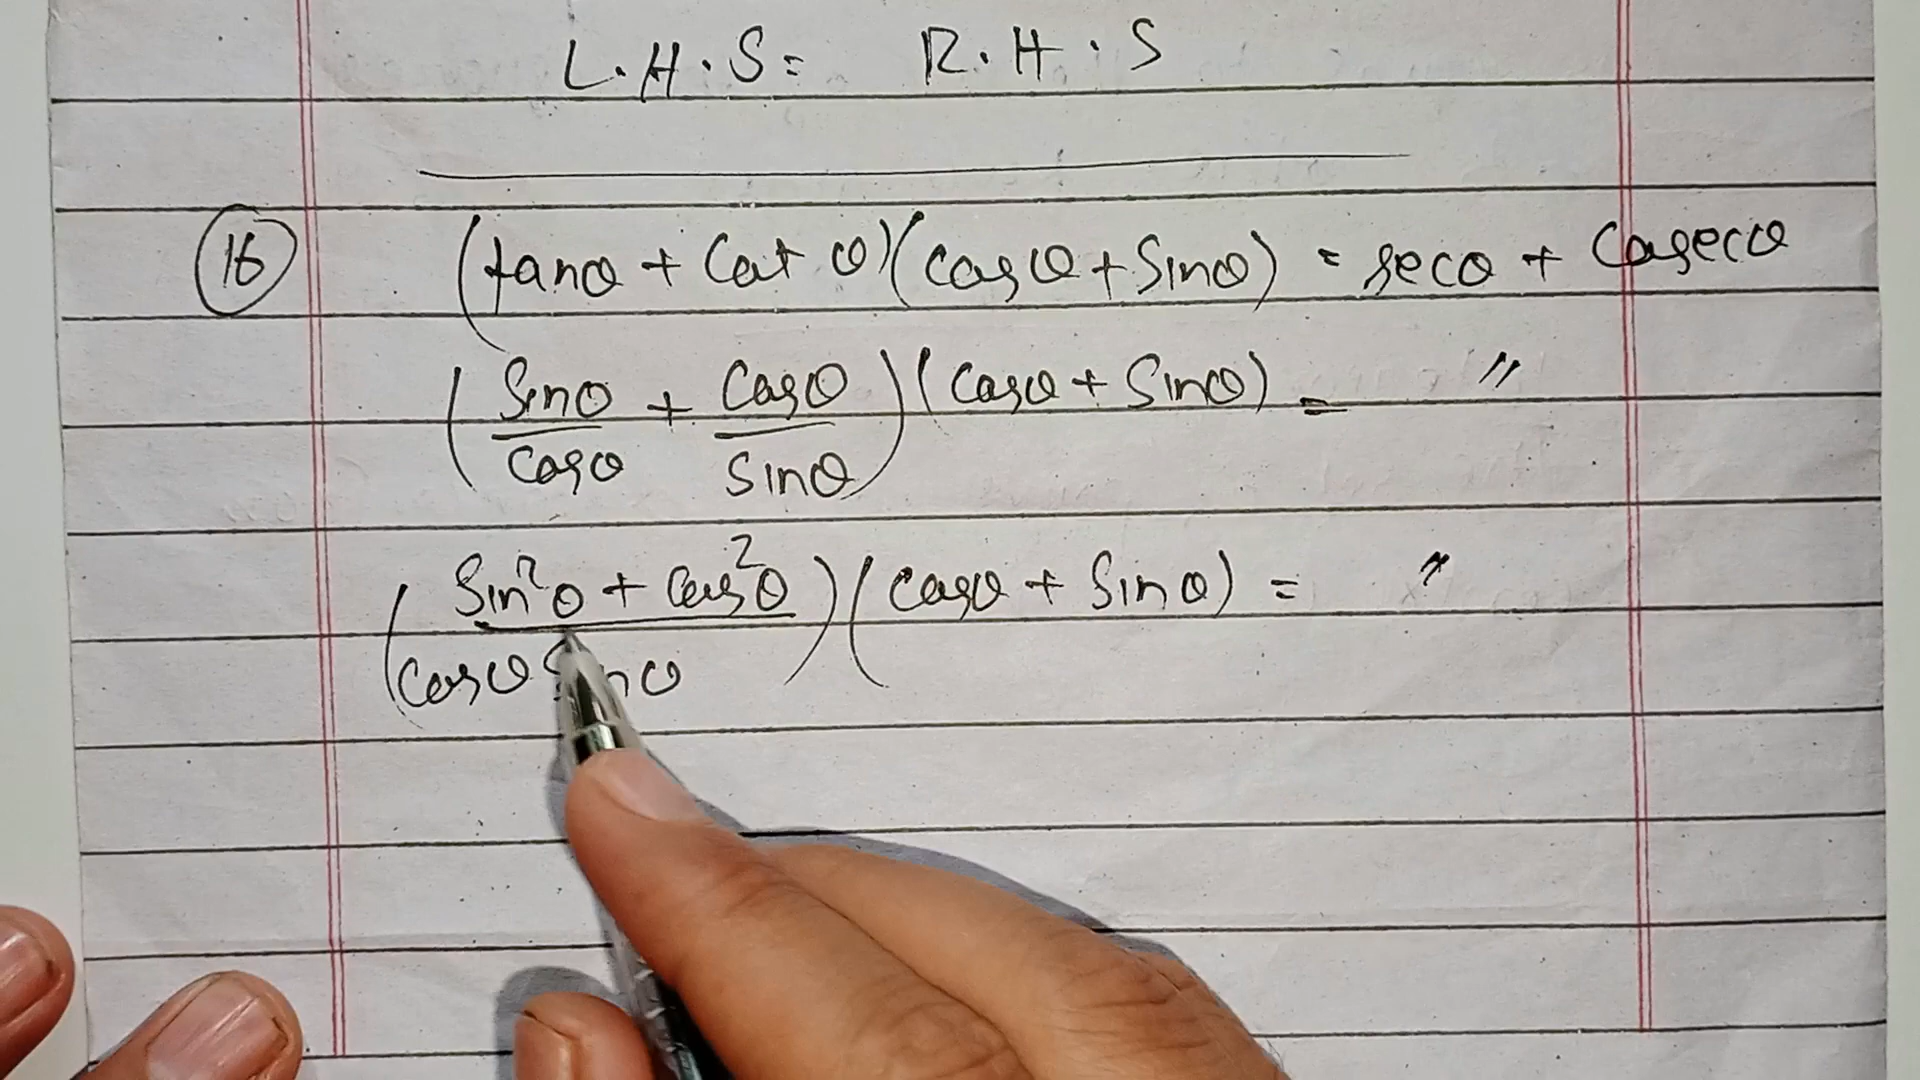 L.H.S = R.H.S
16 (tanθ + Cot θ)(cosθ + Sinθ) = secθ + Cosecθ
(Sinθ/Cosθ + Cosθ/Sinθ)(cosθ + Sinθ) = "
(Sin²θ + Cos²θ/Cosθ Sinθ)(cosθ + Sinθ) = "